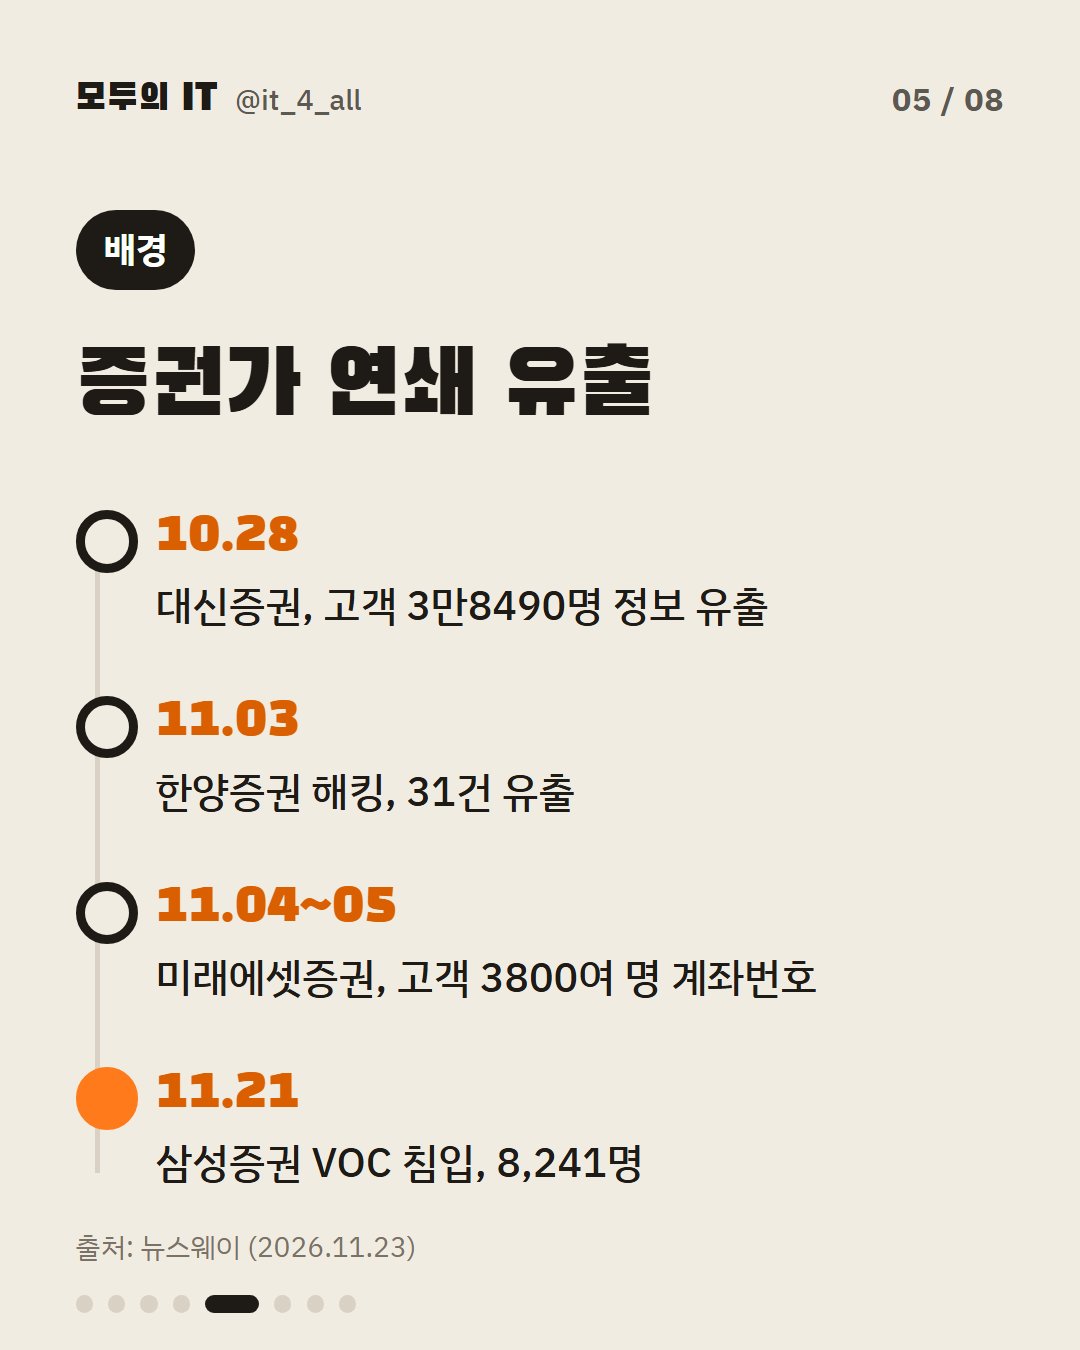 모두의 IT @it_4_all
05 / 08
배경
증권가 연쇄 유출
10.28
대신증권, 고객 3만8490명 정보 유출
11.03
한양증권 해킹, 31건 유출
11.04~05
미래에셋증권, 고객 3800여 명 계좌번호
11.21
삼성증권 VOC 침입, 8,241명
출처: 뉴스웨이 (2026.11.23)